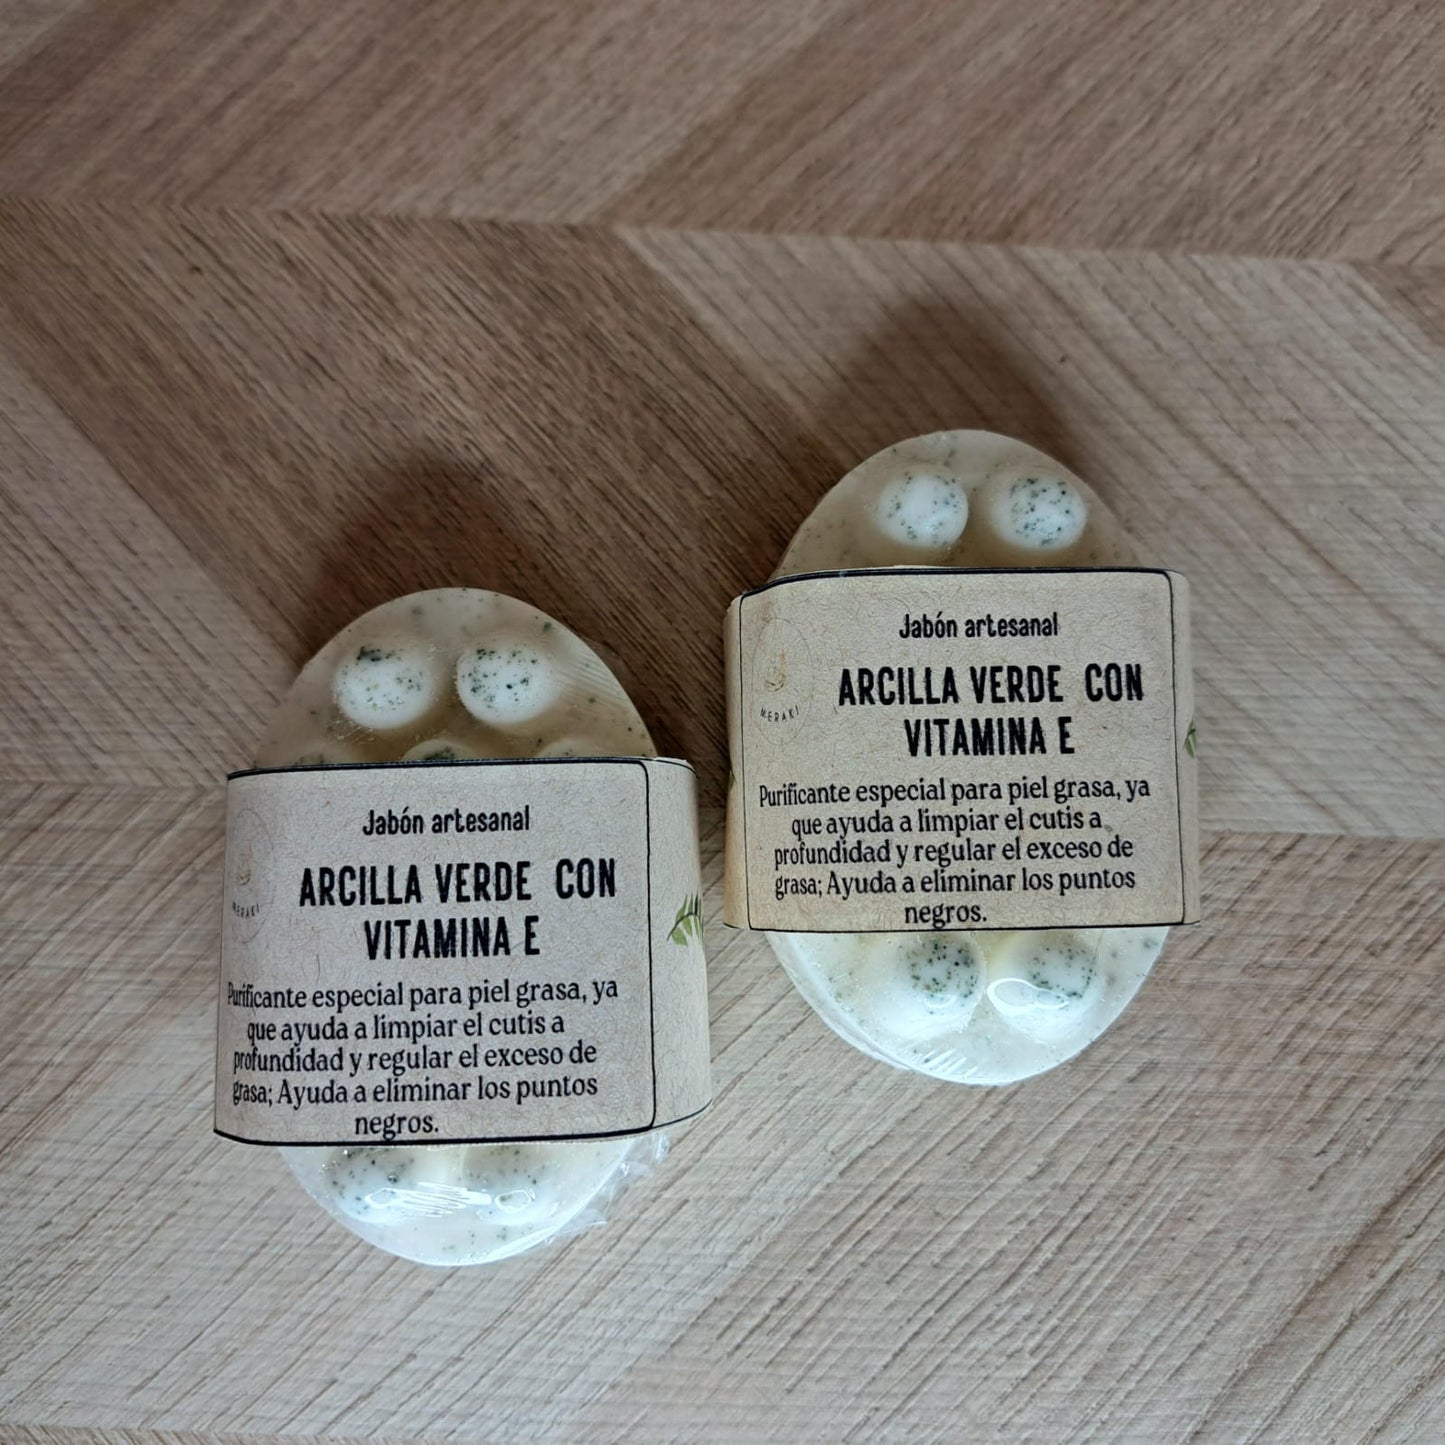 Jabón artesanal
ARCILLA VERDE CON
VITAMINA E
Purificante especial para piel grasa, ya
que ayuda a limpiar el cutis a
profundidad y regular el exceso de
grasa; Ayuda a eliminar los puntos
negros.
MERAKI
Jabón artesanal
ARCILLA VERDE CON
VITAMINA E
Purificante especial para piel grasa, ya
que ayuda a limpiar el cutis a
profundidad y regular el exceso de
grasa; Ayuda a eliminar los puntos
negros.
MERAKI